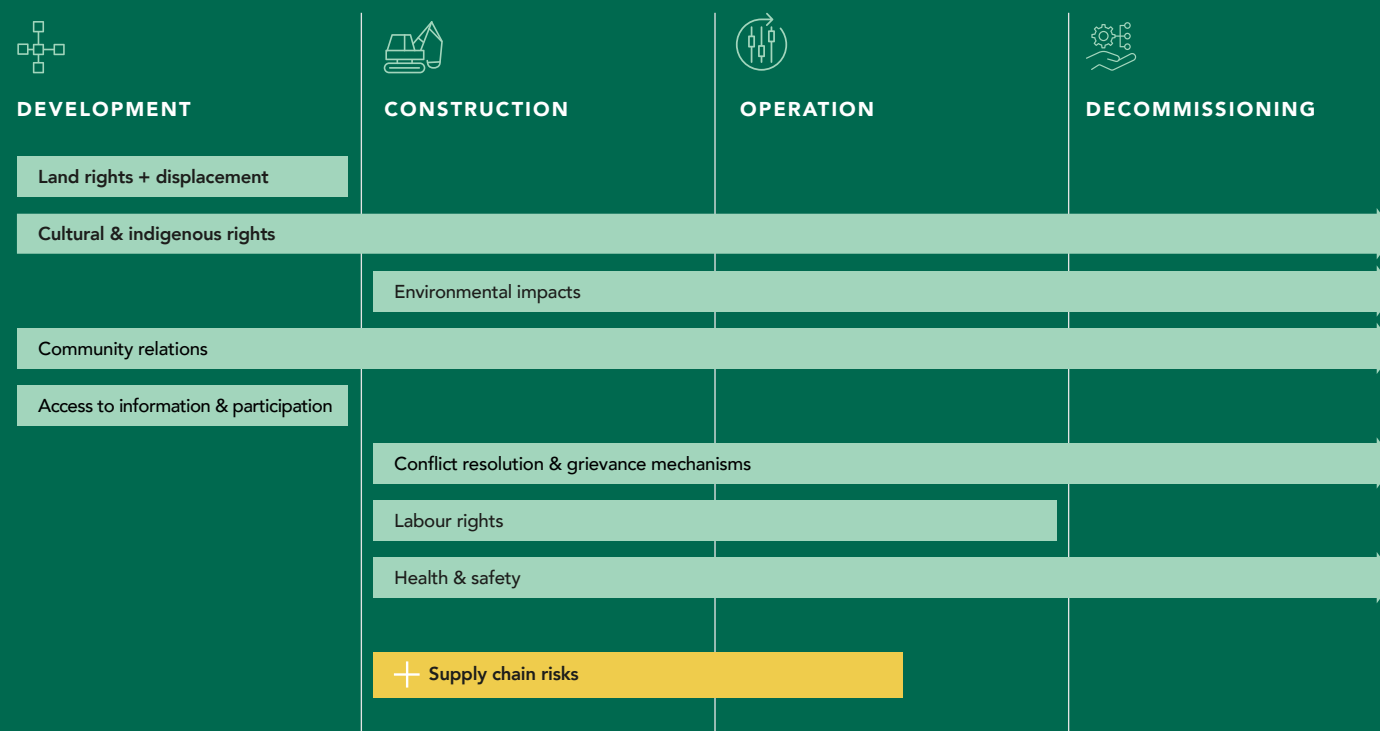 DEVELOPMENT
CONSTRUCTION
OPERATION
DECOMMISSIONING
Land rights + displacement
Cultural & indigenous rights
Environmental impacts
Community relations
Access to information & participation
Conflict resolution & grievance mechanisms
Labour rights
Health & safety
Supply chain risks